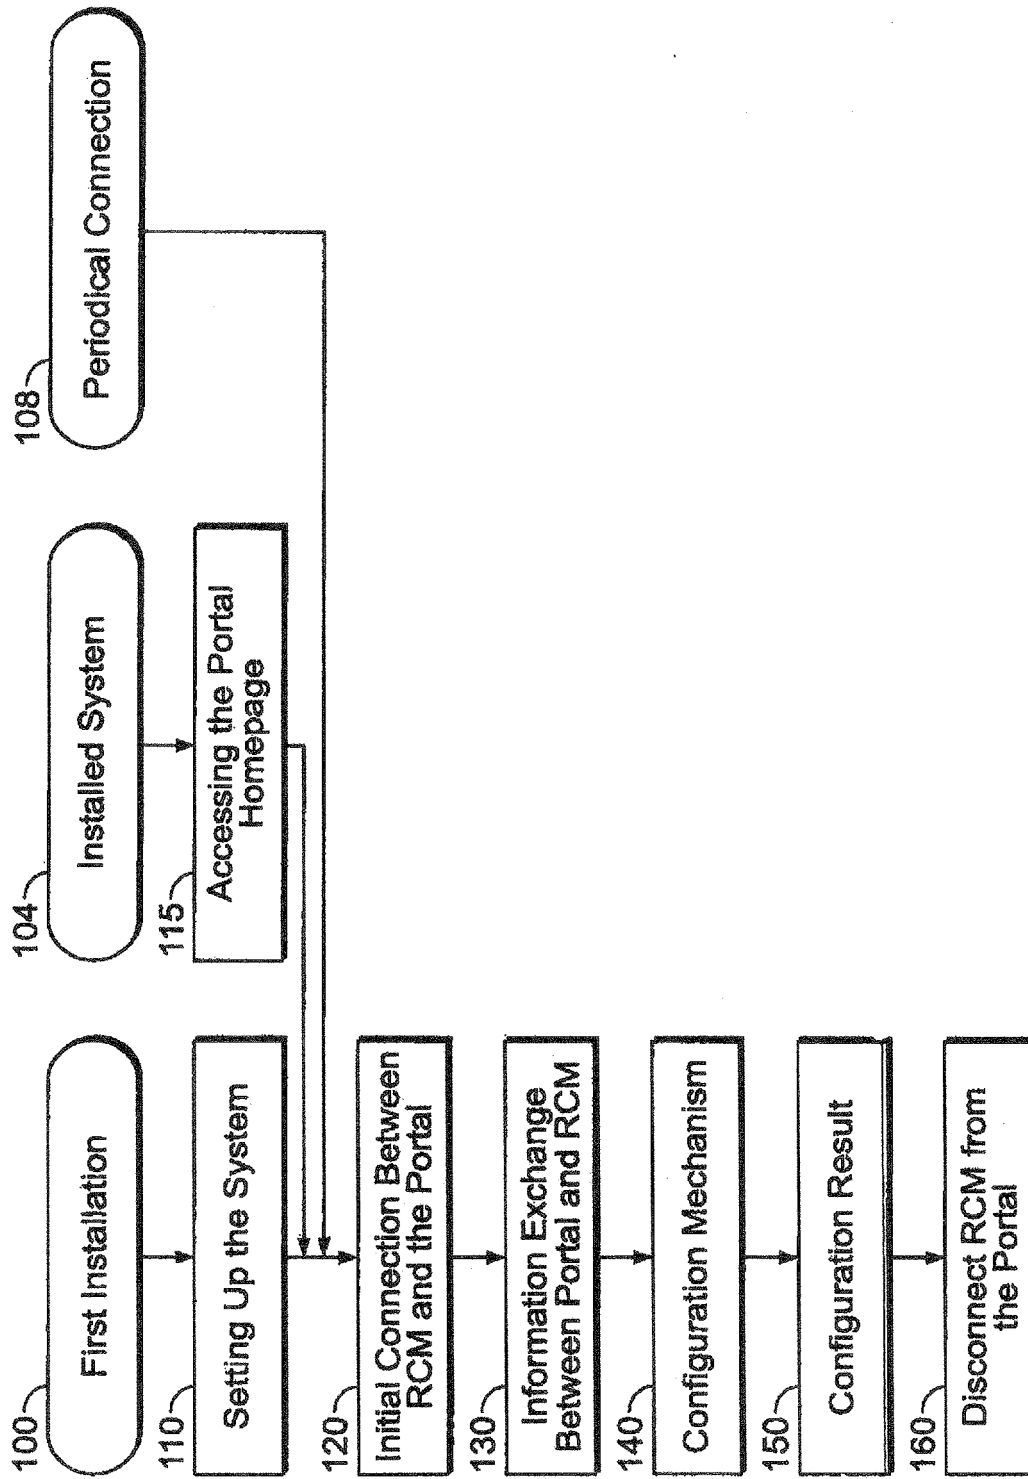 100
First Installation
104
Installed System
108
Periodical Connection
110
Setting Up the System
115
Accessing the Portal
Homepage
120
Initial Connection Between
RCM and the Portal
130
Information Exchange
Between Portal and RCM
140
Configuration Mechanism
150
Configuration Result
160
Disconnect RCM from
the Portal